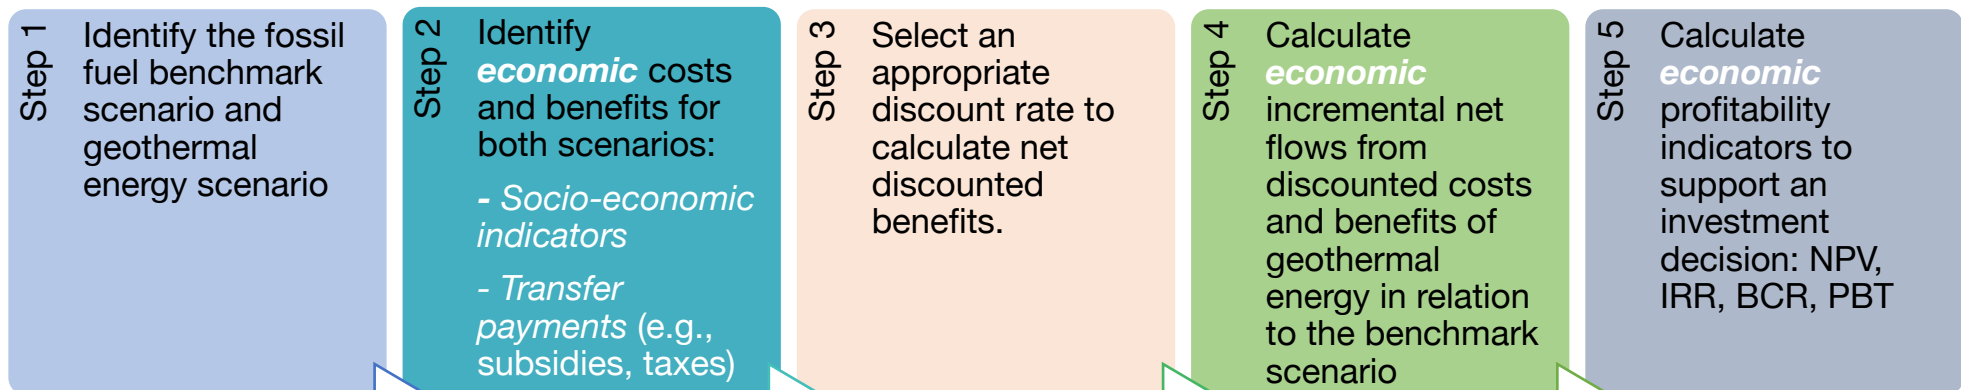 Step 1
Identify the fossil
fuel benchmark
scenario and
geothermal
energy scenario
Step 2
Identify
economic costs
and benefits for
both scenarios:
- Socio-economic
indicators
- Transfer
payments (e.g.,
subsidies, taxes)
Step 3
Select an
appropriate
discount rate to
calculate net
discounted
benefits.
Step 4
Calculate
economic
incremental net
flows from
discounted costs
and benefits of
geothermal
energy in relation
to the benchmark
scenario
Step 5
Calculate
economic
profitability
indicators to
support an
investment
decision: NPV,
IRR, BCR, PBT